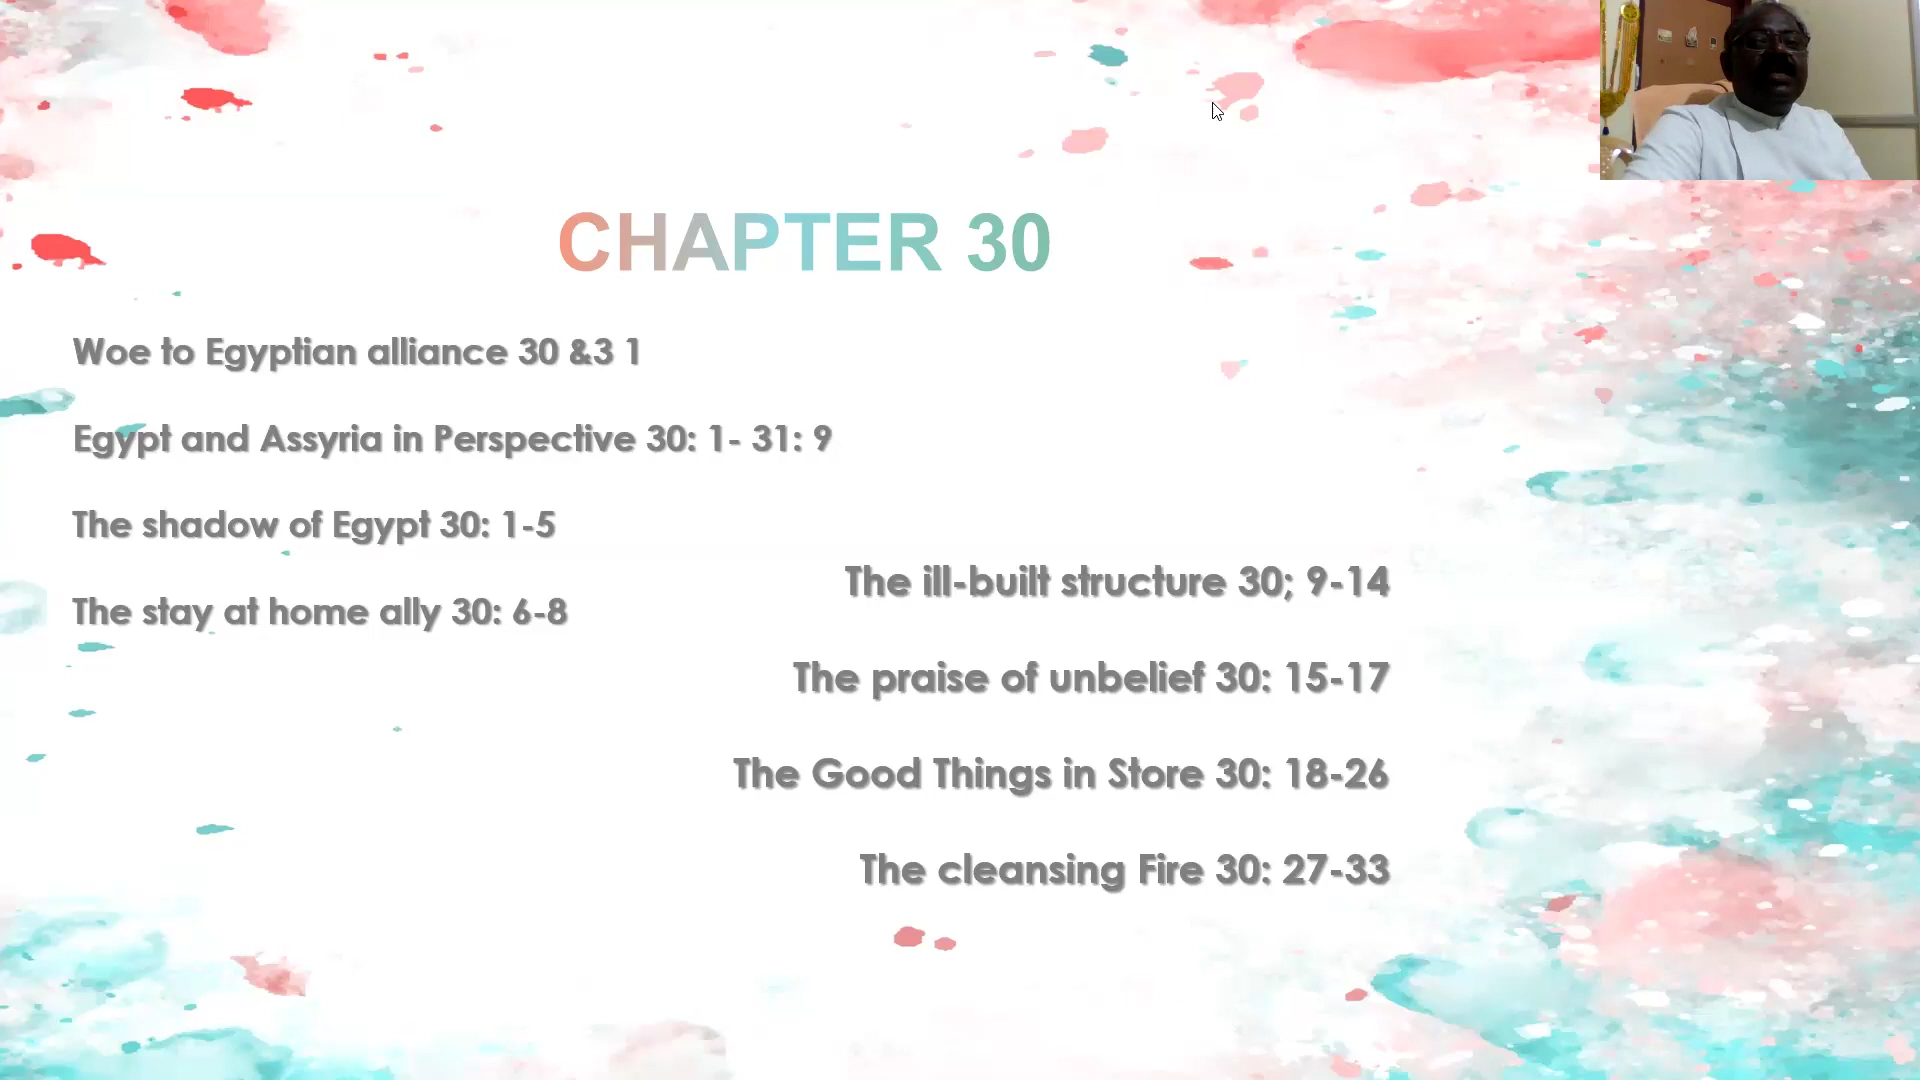 CHAPTER 30
Woe to Egyptian alliance 30 &3 1
Egypt and Assyria in Perspective 30: 1- 31: 9
The shadow of Egypt 30: 1-5
The stay at home ally 30: 6-8
The ill-built structure 30; 9-14
The praise of unbelief 30: 15-17
The Good Things in Store 30: 18-26
The cleansing Fire 30: 27-33